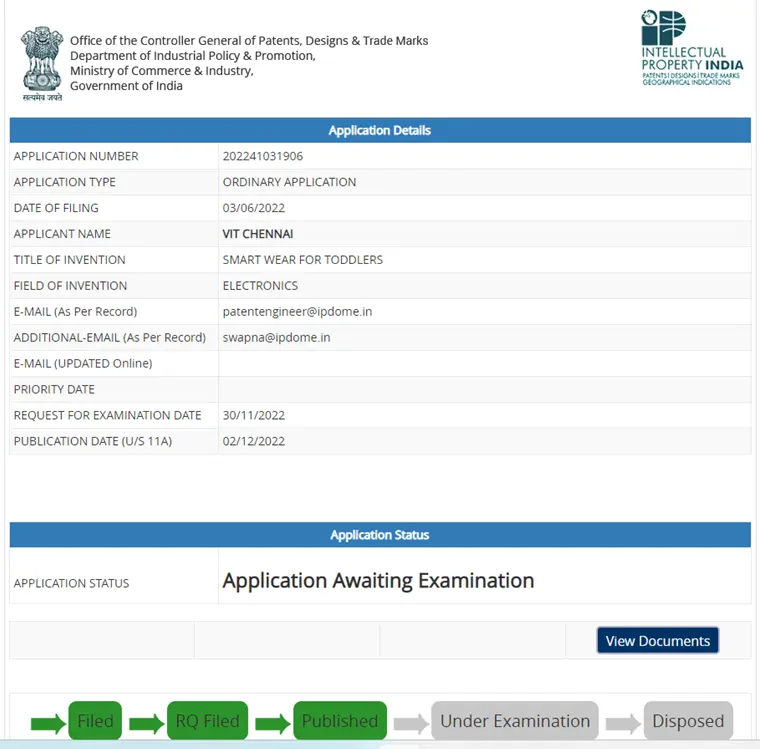 Office of the Controller General of Patents, Designs & Trade Marks
Department of Industrial Policy & Promotion,
Ministry of Commerce & Industry,
Government of India
सत्यमेव जयते
INTELLECTUAL
PROPERTY INDIA
PATENTS | DESIGNS | TRADE MARKS
GEOGRAPHICAL INDICATIONS
Application Details
APPLICATION NUMBER 202241031906
APPLICATION TYPE ORDINARY APPLICATION
DATE OF FILING 03/06/2022
APPLICANT NAME VIT CHENNAI
TITLE OF INVENTION SMART WEAR FOR TODDLERS
FIELD OF INVENTION ELECTRONICS
E-MAIL (As Per Record) patentengineer@ipdome.in
ADDITIONAL-EMAIL (As Per Record) swapna@ipdome.in
E-MAIL (UPDATED Online)
PRIORITY DATE
REQUEST FOR EXAMINATION DATE 30/11/2022
PUBLICATION DATE (U/S 11A) 02/12/2022
Application Status
APPLICATION STATUS Application Awaiting Examination
View Documents
Filed RQ Filed Published Under Examination Disposed